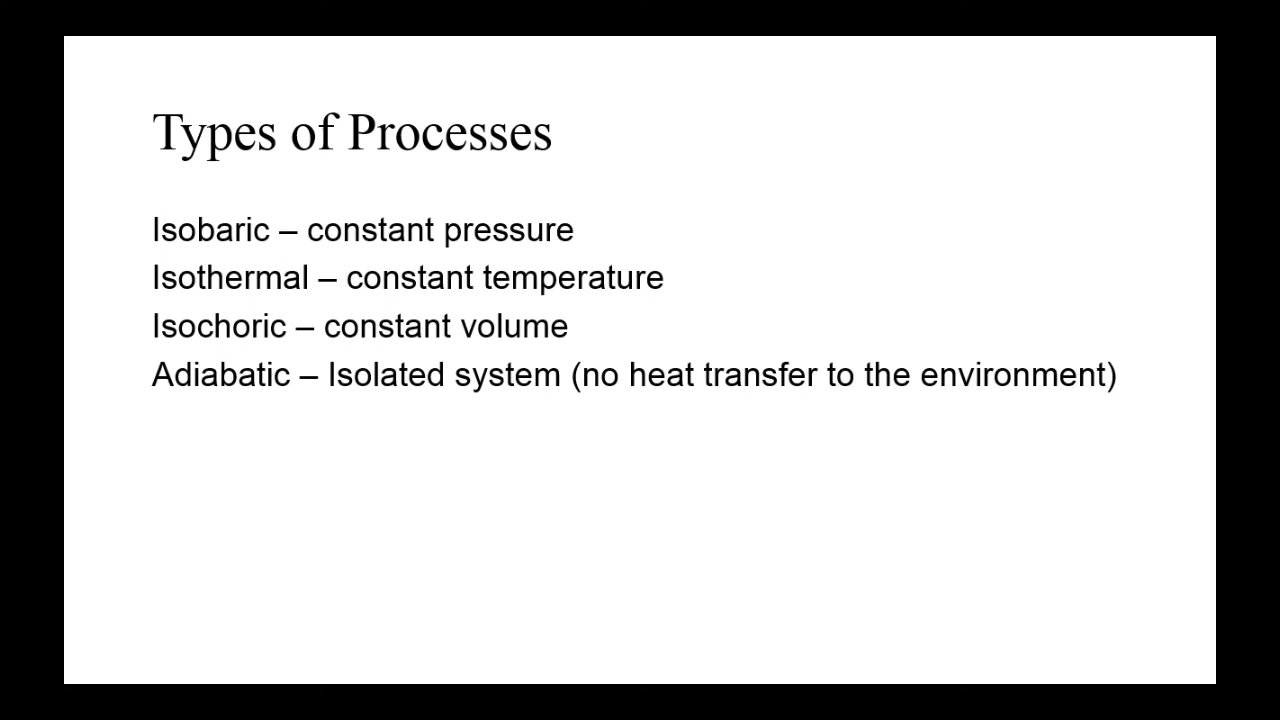 Types of Processes
Isobaric – constant pressure
Isothermal – constant temperature
Isochoric – constant volume
Adiabatic – Isolated system (no heat transfer to the environment)